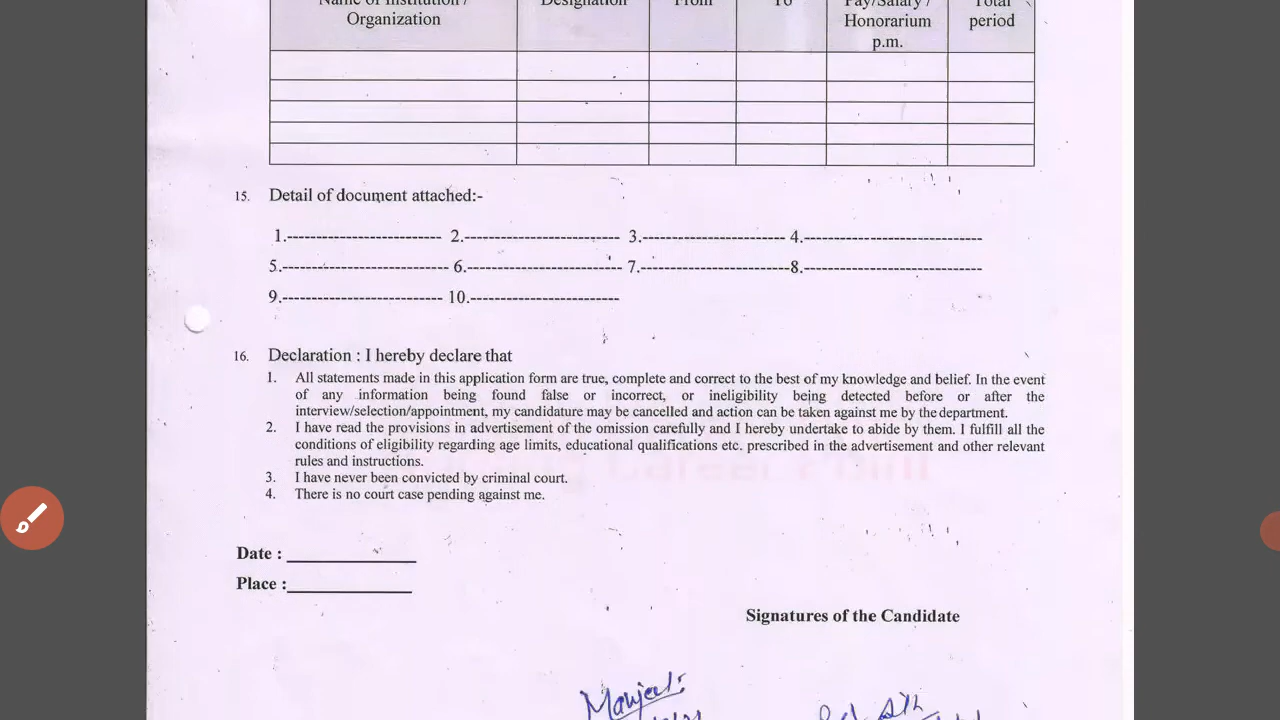 Name of Institution / Designation From To Pay/Salary / Total
Organization Honorarium period
p.m.
15. Detail of document attached:-
1.-------------------------- 2.-------------------------- 3.------------------------ 4.------------------------------
5.---------------------------- 6.-------------------------- 7.-------------------------8.------------------------------
9.--------------------------- 10.-------------------------
16. Declaration : I hereby declare that
1. All statements made in this application form are true, complete and correct to the best of my knowledge and belief. In the event
of any information being found false or incorrect, or ineligibility being detected before or after the
interview/selection/appointment, my candidature may be cancelled and action can be taken against me by the department.
2. I have read the provisions in advertisement of the omission carefully and I hereby undertake to abide by them. I fulfill all the
conditions of eligibility regarding age limits, educational qualifications etc. prescribed in the advertisement and other relevant
rules and instructions.
3. I have never been convicted by criminal court.
4. There is no court case pending against me.
Date : ______________
Place :______________
Signatures of the Candidate
Manjeet